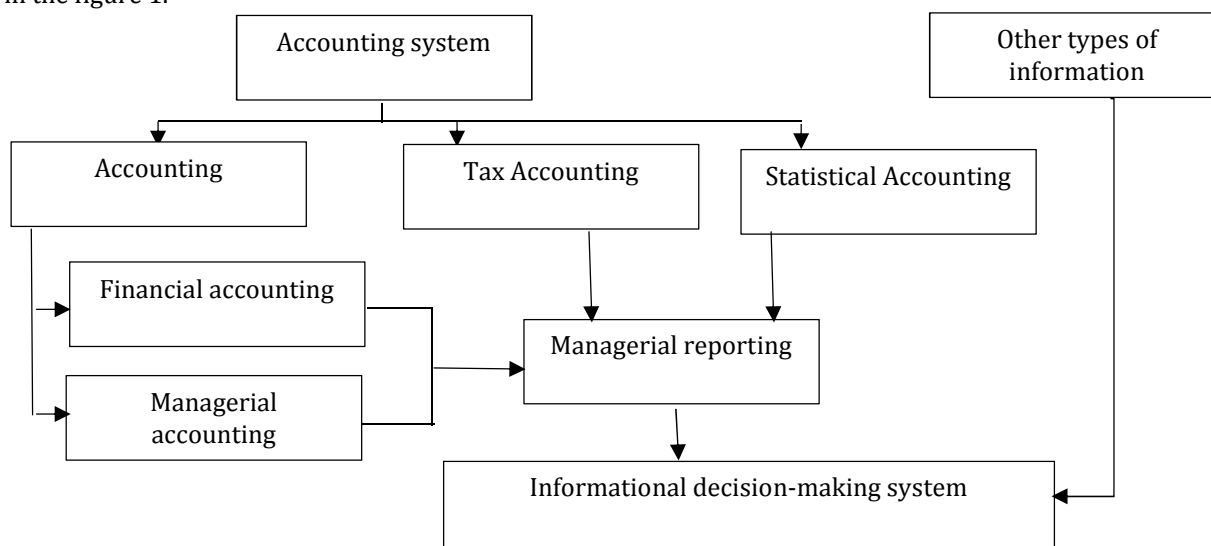 in the figure 1.
Accounting system
Other types of
information
Accounting
Tax Accounting
Statistical Accounting
Financial accounting
Managerial reporting
Managerial
accounting
Informational decision-making system